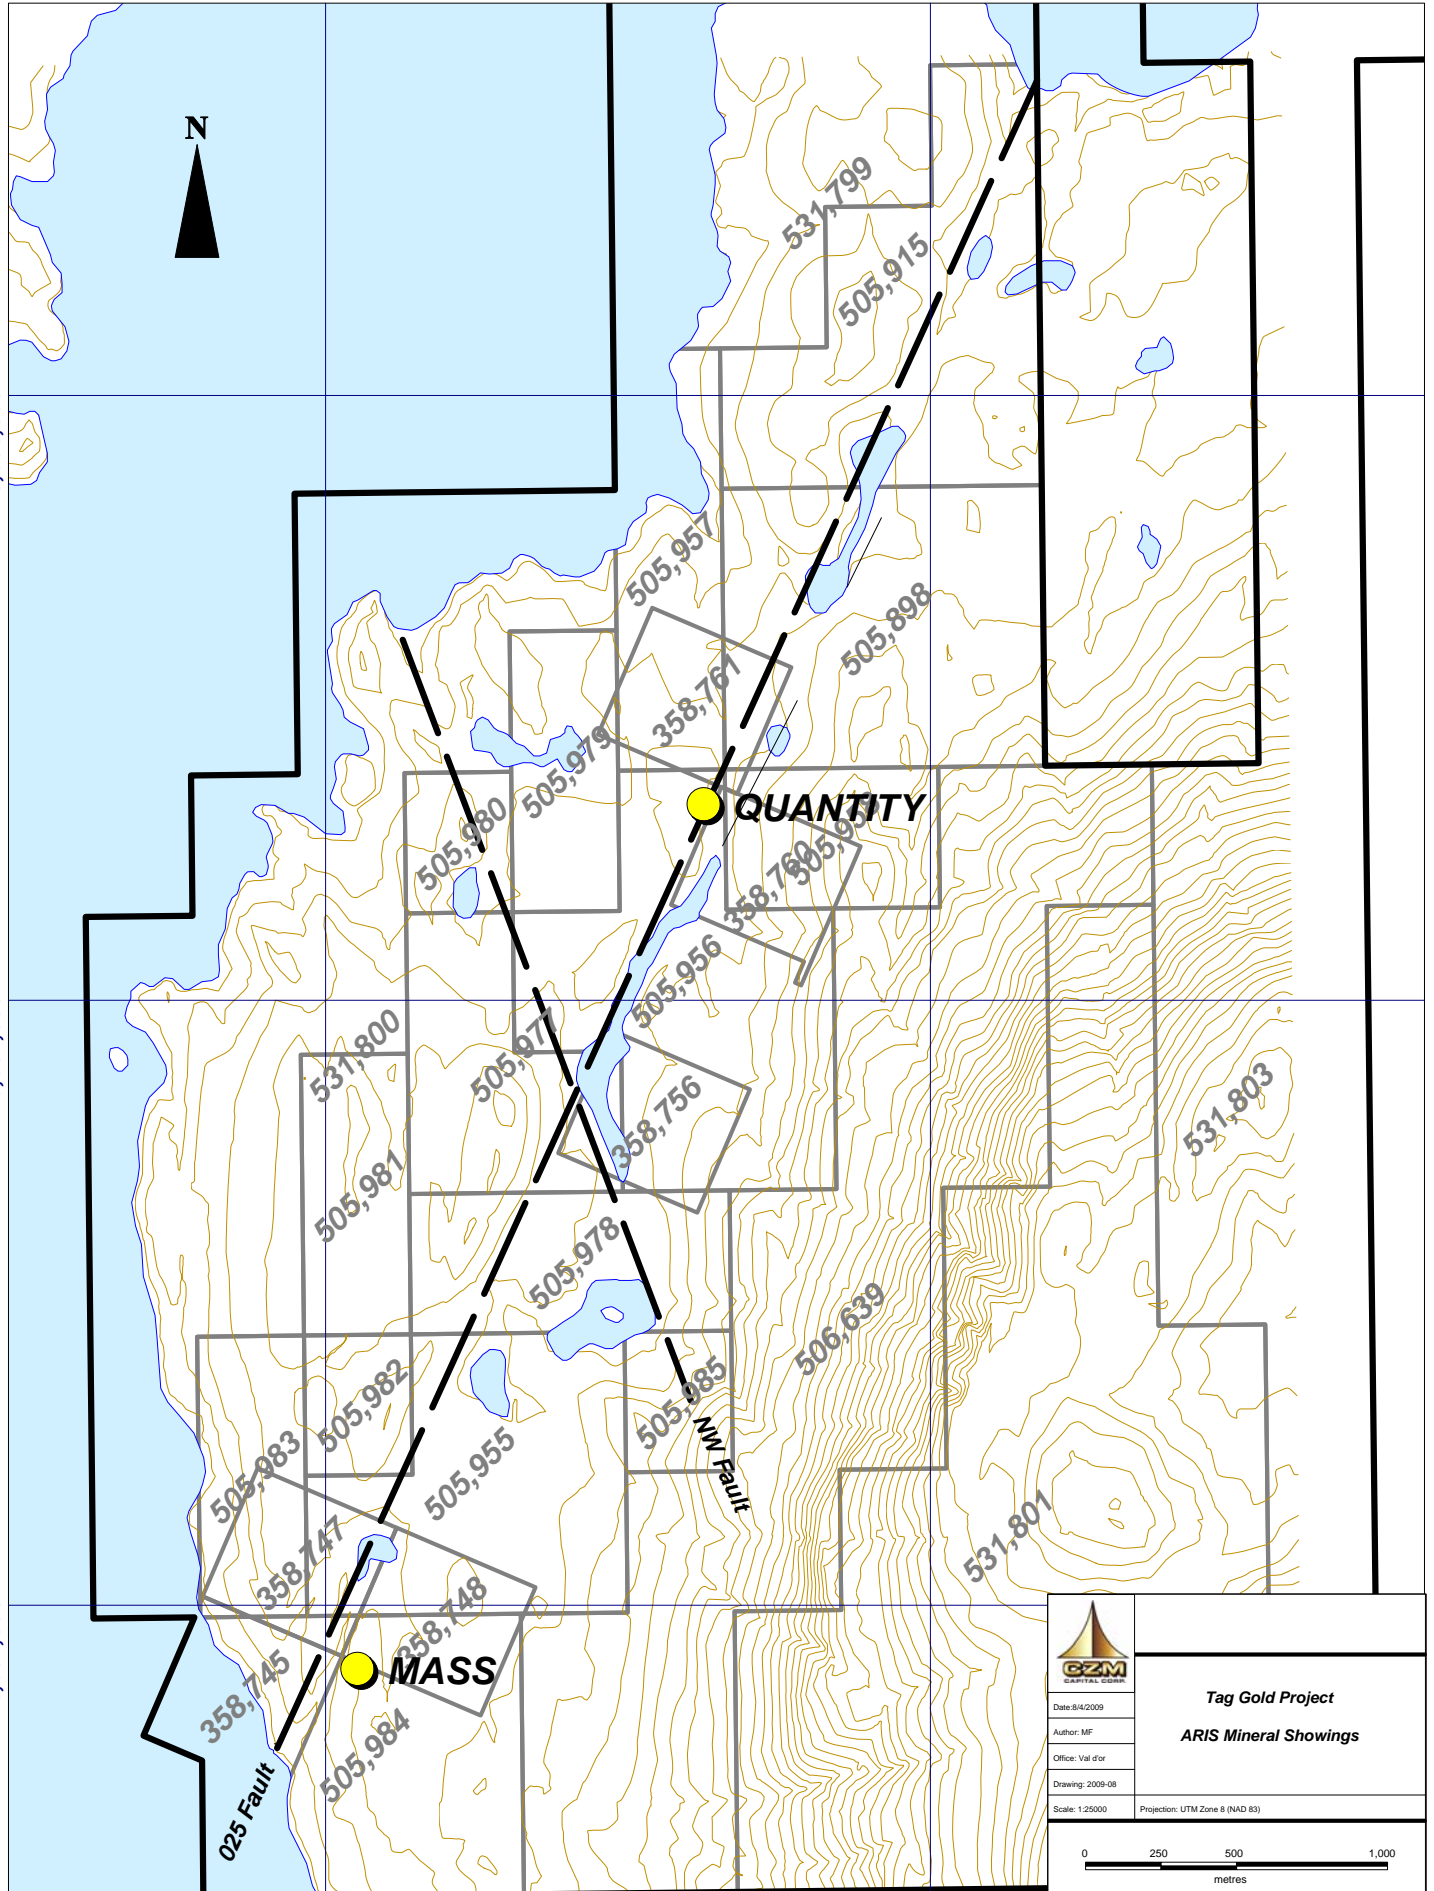 N
531,799
505,915
505,957
505,898
358,761
505,979
QUANTITY
505,980
358,760
505,956
531,800
505,977
358,756
531,803
505,981
505,978
506,639
505,982
505,985
505,983
505,955
NW Fault
358,747
531,801
358,748
MASS
358,745
505,984
025 Fault
CZM
CAPITAL CORP.
Tag Gold Project
ARIS Mineral Showings
Date:8/4/2009
Author: MF
Office: Val d'or
Drawing: 2009-08
Scale: 1:25000
Projection: UTM Zone 8 (NAD 83)
0 250 500 1,000
metres